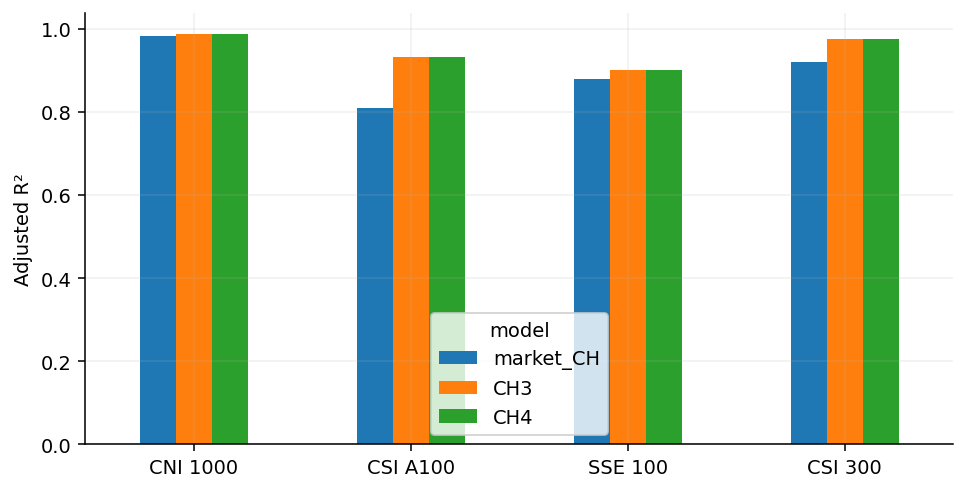 Adjusted R²
1.0
0.8
0.6
0.4
0.2
0.0
model
market_CH
CH3
CH4
CNI 1000
CSI A100
SSE 100
CSI 300